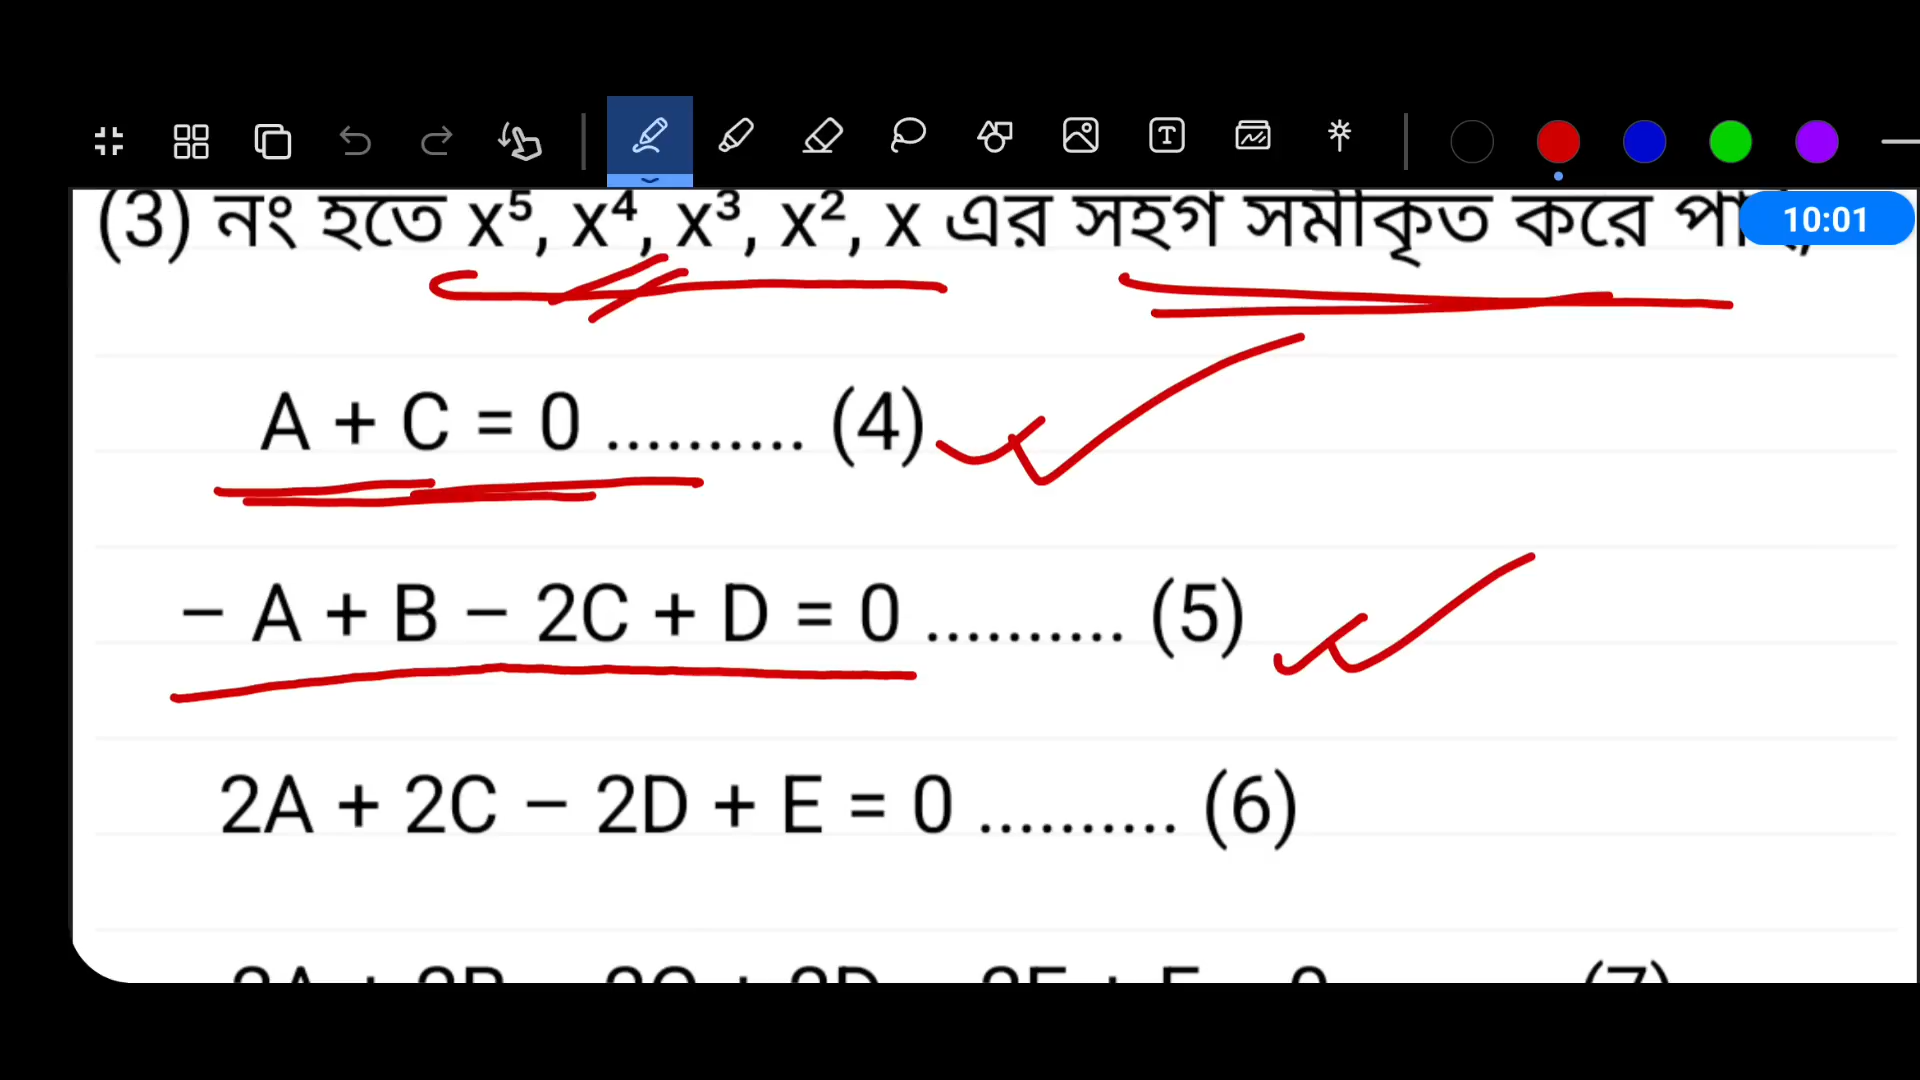 (3) নং হতে x⁵, x⁴, x³, x², x এর সহগ সমীকৃত করে
10:01
A + C = 0 .......... (4)
– A + B – 2C + D = 0 .......... (5)
2A + 2C – 2D + E = 0 .......... (6)